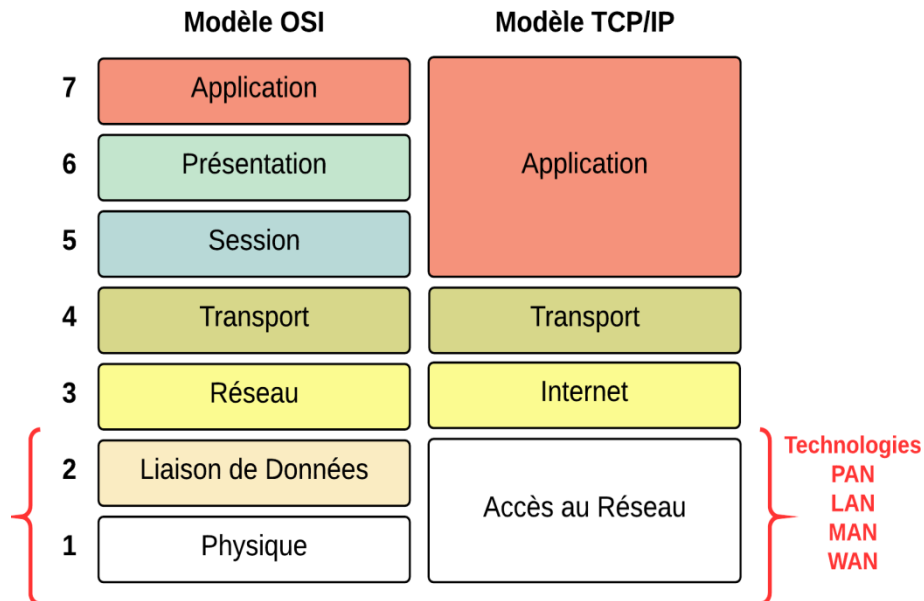 Modèle OSI
Modèle TCP/IP
7
Application
Application
6
Présentation
5
Session
4
Transport
Transport
3
Réseau
Internet
2
Liaison de Données
Accès au Réseau
1
Physique
Technologies
PAN
LAN
MAN
WAN